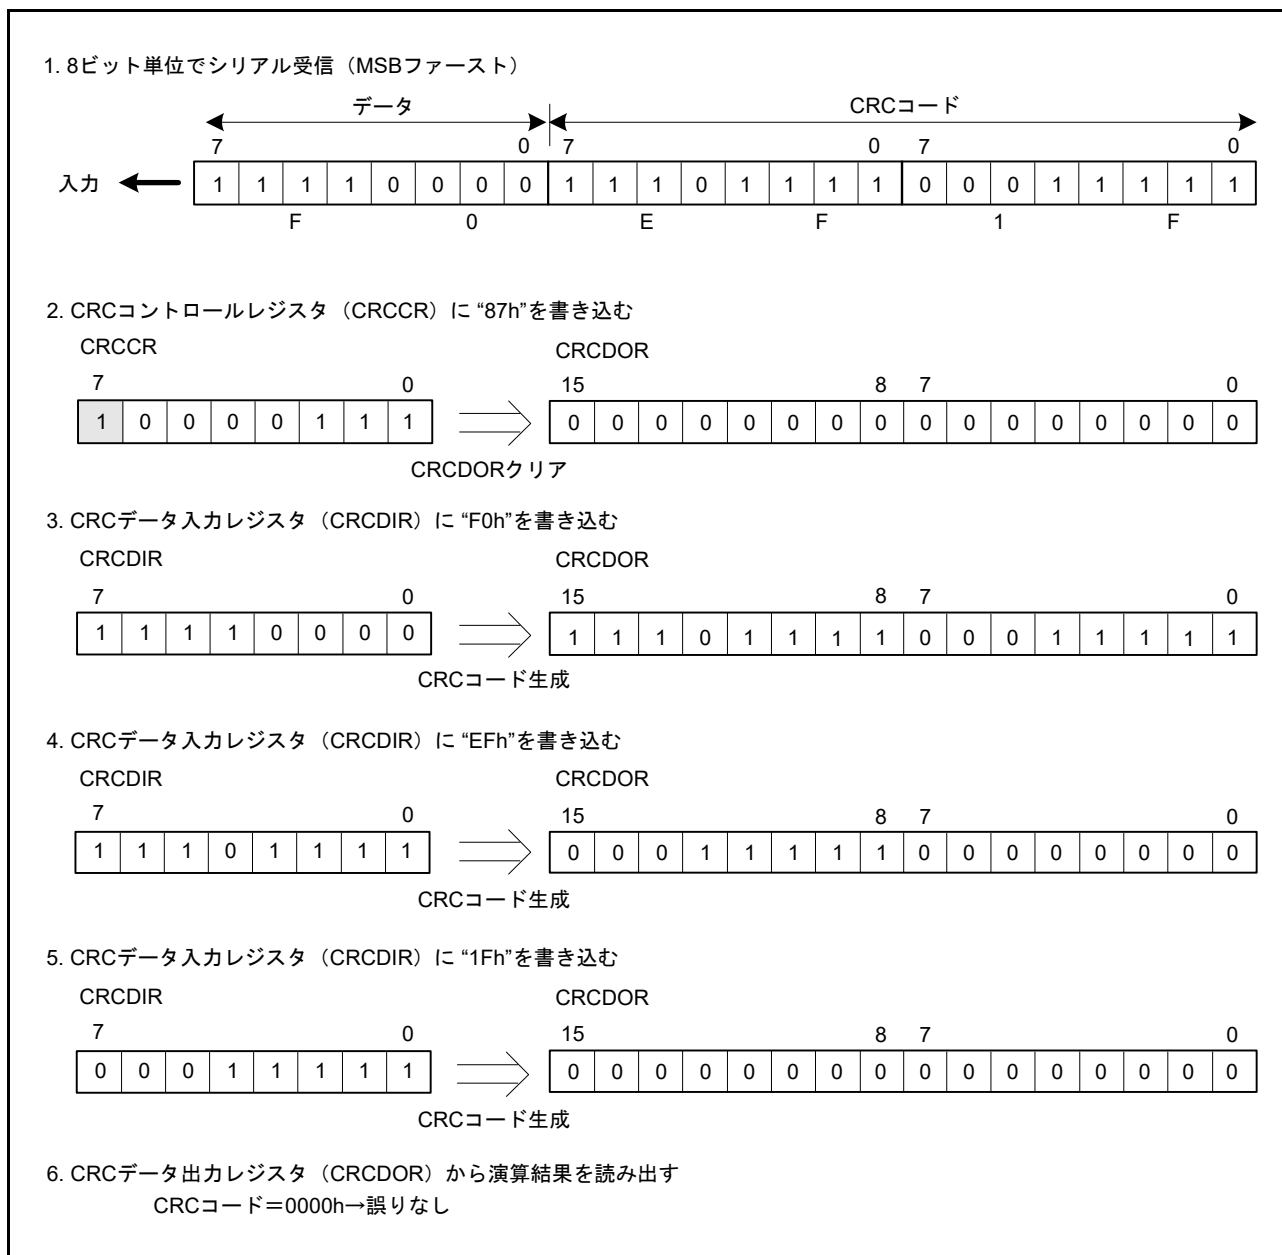 1. 8ビット単位でシリアル受信（MSBファースト）
データ CRCコード
7 0 7 0 7 0
入力 1 1 1 1 0 0 0 0 1 1 1 0 1 1 1 1 0 0 0 1 1 1 1 1
F 0 E F 1 F
2. CRCコントロールレジスタ（CRCCR）に “87h”を書き込む
CRCCR CRCDOR
7 0 15 8 7 0
1 0 0 0 0 1 1 1 0 0 0 0 0 0 0 0 0 0 0 0 0 0 0 0
CRCDORクリア
3. CRCデータ入力レジスタ（CRCDIR）に “F0h”を書き込む
CRCDIR CRCDOR
7 0 15 8 7 0
1 1 1 1 0 0 0 0 1 1 1 0 1 1 1 1 0 0 0 1 1 1 1 1
CRCコード生成
4. CRCデータ入力レジスタ（CRCDIR）に “EFh”を書き込む
CRCDIR CRCDOR
7 0 15 8 7 0
1 1 1 0 1 1 1 1 0 0 0 1 1 1 1 1 0 0 0 0 0 0 0 0
CRCコード生成
5. CRCデータ入力レジスタ（CRCDIR）に “1Fh”を書き込む
CRCDIR CRCDOR
7 0 15 8 7 0
0 0 0 1 1 1 1 1 0 0 0 0 0 0 0 0 0 0 0 0 0 0 0 0
CRCコード生成
6. CRCデータ出力レジスタ（CRCDOR）から演算結果を読み出す
CRCコード＝0000h→誤りなし